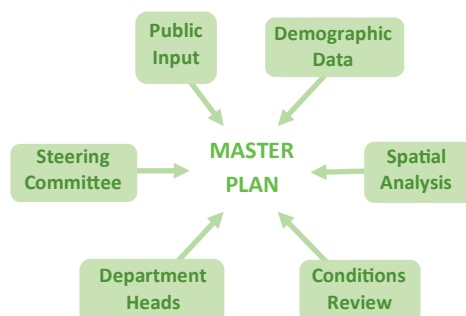 Public
Input
Demographic
Data
Steering
Committee
MASTER
PLAN
Spatial
Analysis
Department
Heads
Conditions
Review